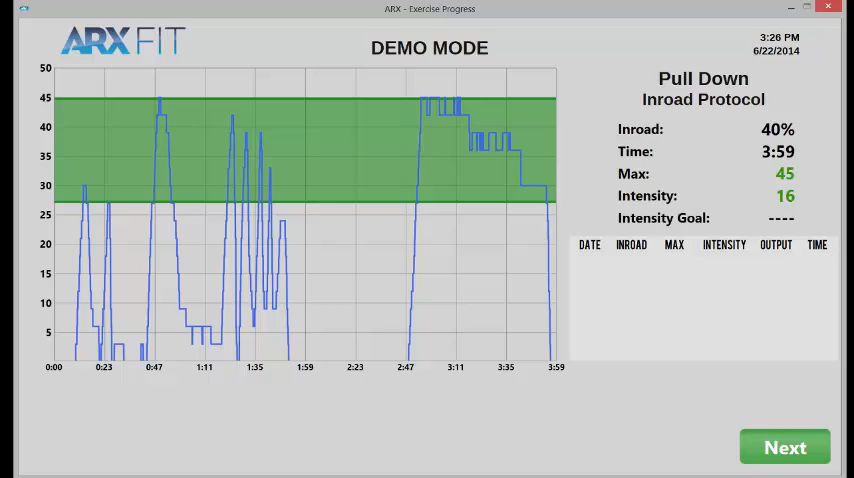 ARX - Exercise Progress
ARX FIT
DEMO MODE
3:26 PM
6/22/2014
Pull Down
Inroad Protocol
Inroad: 40%
Time: 3:59
Max: 45
Intensity: 16
Intensity Goal: ----
DATE INROAD MAX INTENSITY OUTPUT TIME
50
45
40
35
30
25
20
15
10
5
0:00 0:23 0:47 1:11 1:35 1:59 2:23 2:47 3:11 3:35 3:59
Next